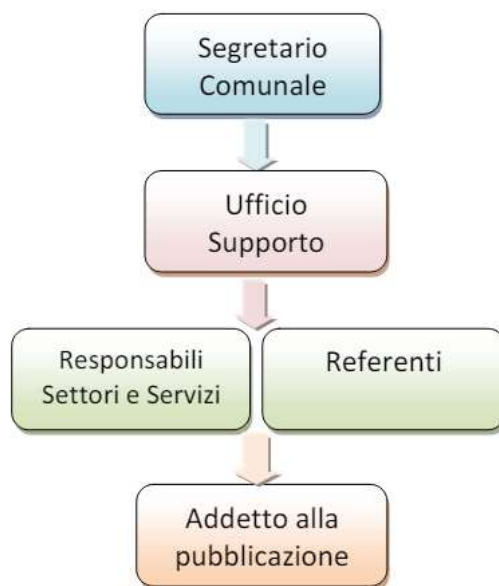 Segretario
Comunale
Ufficio
Supporto
Responsabili
Settori e Servizi
Referenti
Addetto alla
pubblicazione